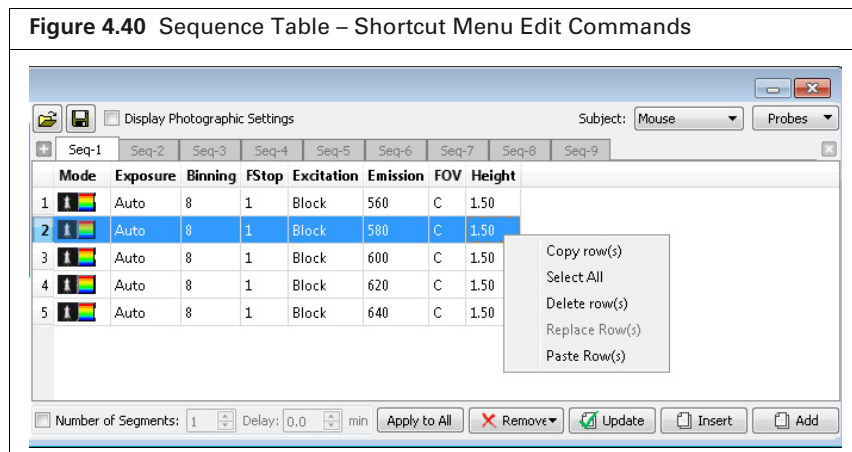 Figure 4.40 Sequence Table – Shortcut Menu Edit Commands
Display Photographic Settings Subject: Mouse Probes
Seq-1 Seq-2 Seq-3 Seq-4 Seq-5 Seq-6 Seq-7 Seq-8 Seq-9
Mode Exposure Binning FStop Excitation Emission FOV Height
1 Auto 8 1 Block 560 C 1.50
2 Auto 8 1 Block 580 C 1.50
3 Auto 8 1 Block 600 C 1.50
4 Auto 8 1 Block 620 C 1.50
5 Auto 8 1 Block 640 C 1.50
Copy row(s)
Select All
Delete row(s)
Replace Row(s)
Paste Row(s)
Number of Segments: 1 Delay: 0.0 min Apply to All Remove Update Insert Add